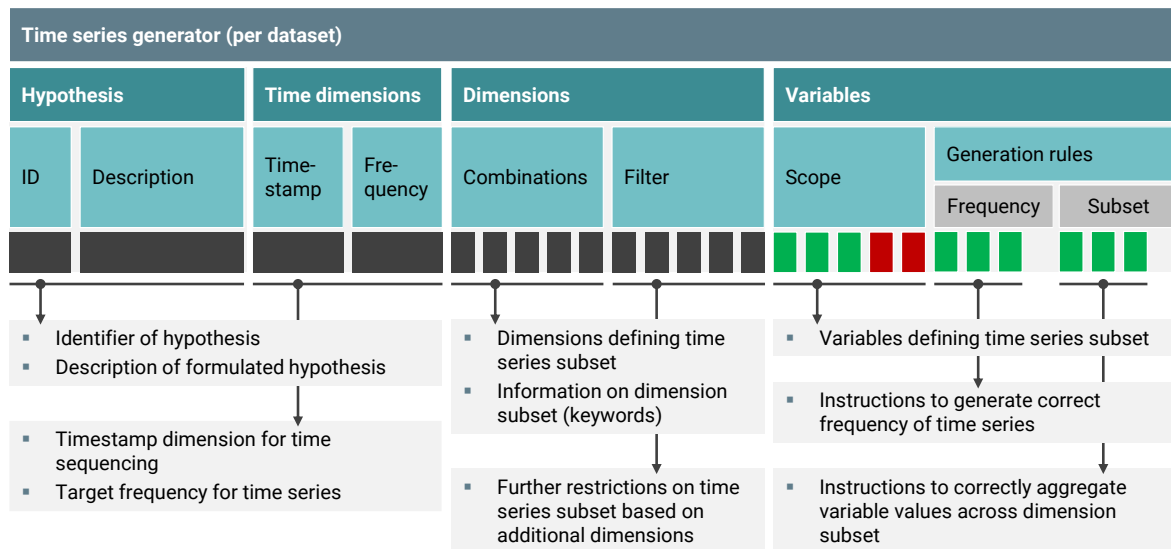 Time series generator (per dataset)
Hypothesis
Time dimensions
Dimensions
Variables
ID
Description
Time-
stamp
Fre-
quency
Combinations
Filter
Scope
Generation rules
Frequency
Subset
▪ Identifier of hypothesis
▪ Description of formulated hypothesis
▪ Timestamp dimension for time
sequencing
▪ Target frequency for time series
▪ Dimensions defining time
series subset
▪ Information on dimension
subset (keywords)
▪ Further restrictions on time
series subset based on
additional dimensions
▪ Variables defining time series subset
▪ Instructions to generate correct
frequency of time series
▪ Instructions to correctly aggregate
variable values across dimension
subset